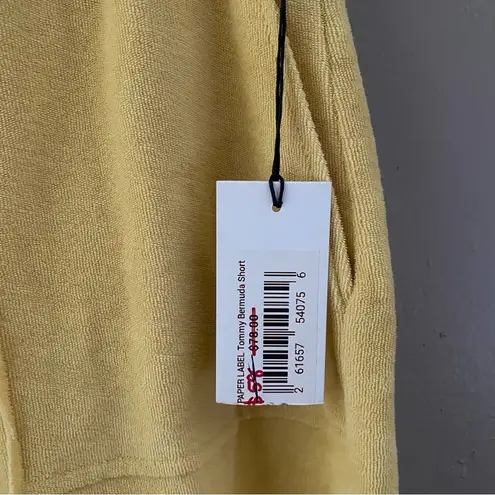 PAPER LABEL Tommy Bermuda Short
$78.00
2 61657 54075 6